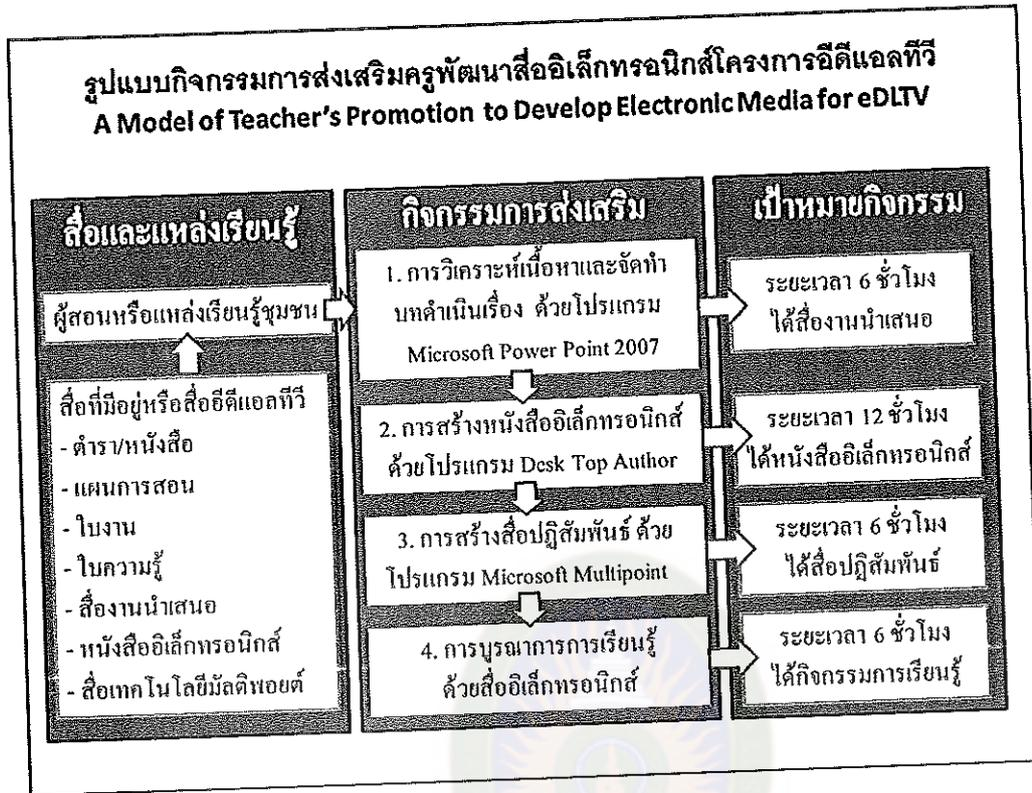 รูปแบบกิจกรรมการส่งเสริมครูพัฒนาสื่ออิเล็กทรอนิกส์โครงการอีดีแอลทีวี
A Model of Teacher's Promotion to Develop Electronic Media for eDLTV
สื่อและแหล่งเรียนรู้
ผู้สอนหรือแหล่งเรียนรู้ชุมชน
สื่อที่มีอยู่หรือสื่ออีดีแอลทีวี
- ตำรา/หนังสือ
- แผนการสอน
- ใบงาน
- ใบความรู้
- สื่องานนำเสนอ
- หนังสืออิเล็กทรอนิกส์
- สื่อเทคโนโลยีมัลติพอยต์
กิจกรรมการส่งเสริม
1. การวิเคราะห์เนื้อหาและจัดทำ
บทดำเนินเรื่อง ด้วยโปรแกรม
Microsoft Power Point 2007
2. การสร้างหนังสืออิเล็กทรอนิกส์
ด้วยโปรแกรม Desk Top Author
3. การสร้างสื่อปฏิสัมพันธ์ ด้วย
โปรแกรม Microsoft Multipoint
4. การบูรณาการการเรียนรู้
ด้วยสื่ออิเล็กทรอนิกส์
เป้าหมายกิจกรรม
ระยะเวลา 6 ชั่วโมง
ได้สื่องานนำเสนอ
ระยะเวลา 12 ชั่วโมง
ได้หนังสืออิเล็กทรอนิกส์
ระยะเวลา 6 ชั่วโมง
ได้สื่อปฏิสัมพันธ์
ระยะเวลา 6 ชั่วโมง
ได้กิจกรรมการเรียนรู้